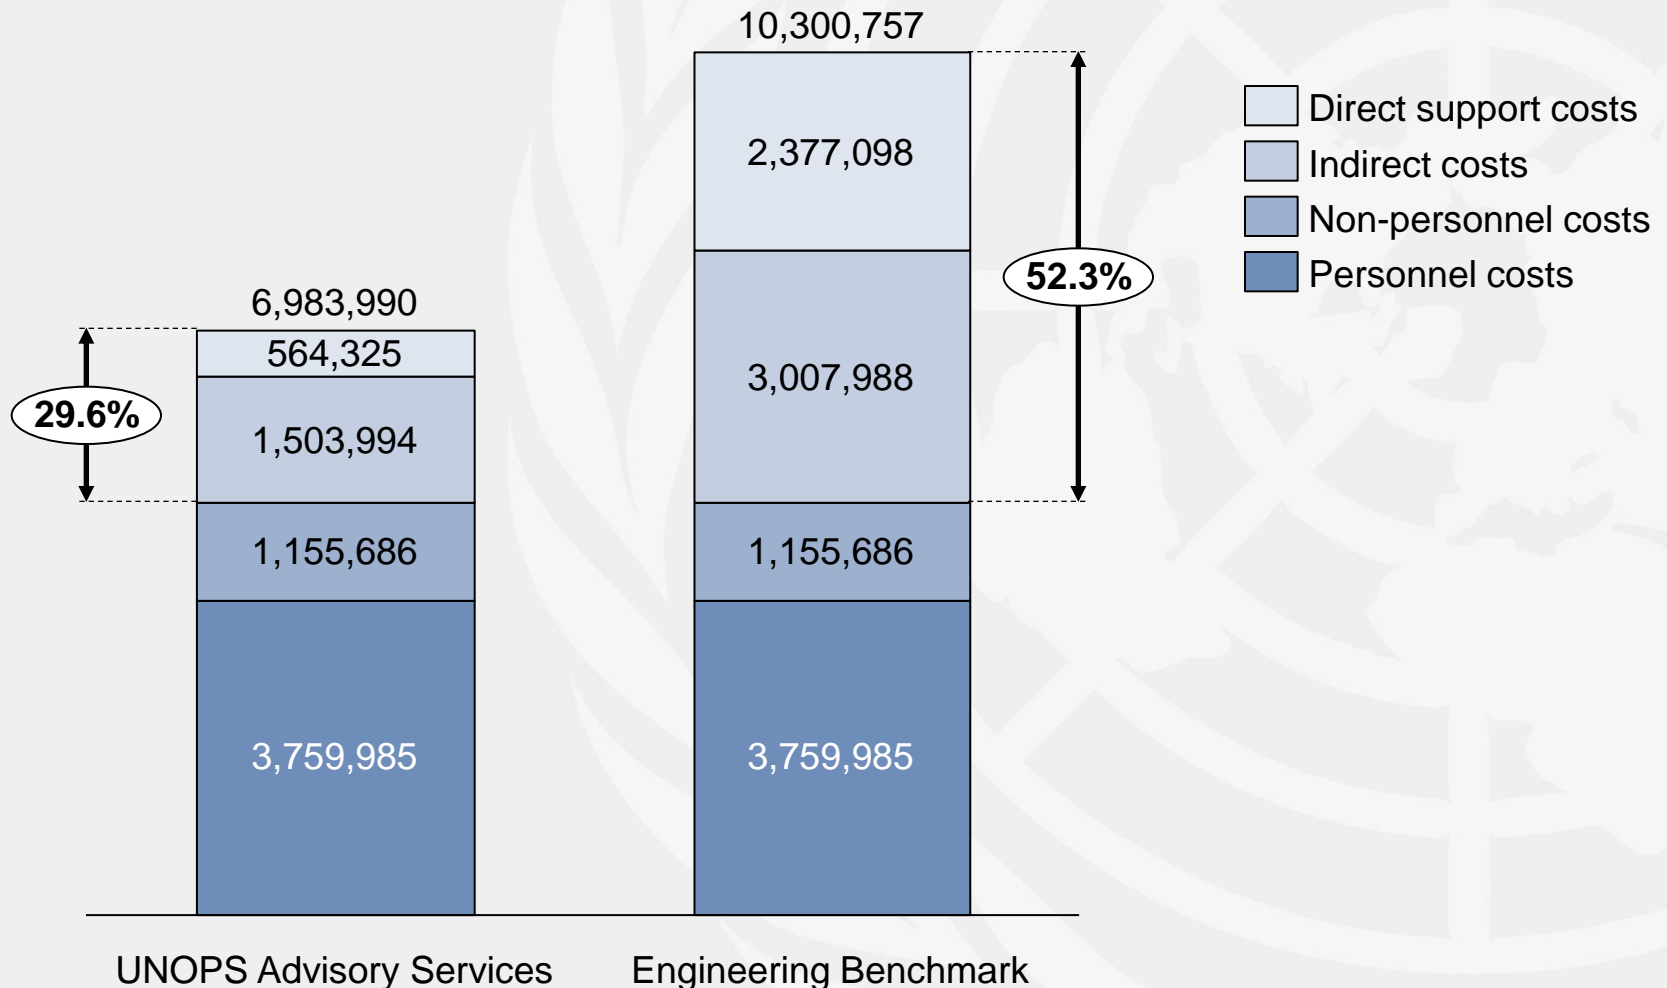 10,300,757
Direct support costs
2,377,098
Indirect costs
Non-personnel costs
52.3%
Personnel costs
6,983,990
564,325
3,007,988
29.6%
1,503,994
1,155,686
1,155,686
3,759,985
3,759,985
UNOPS Advisory Services
Engineering Benchmark